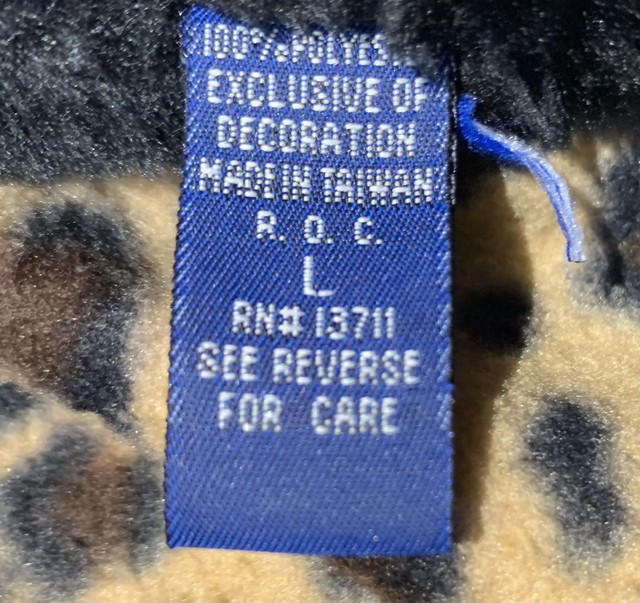 100% POLYES
EXCLUSIVE OF
DECORATION
MADE IN TAIWAN
R. O. C.
L
RN# 13711
SEE REVERSE
FOR CARE